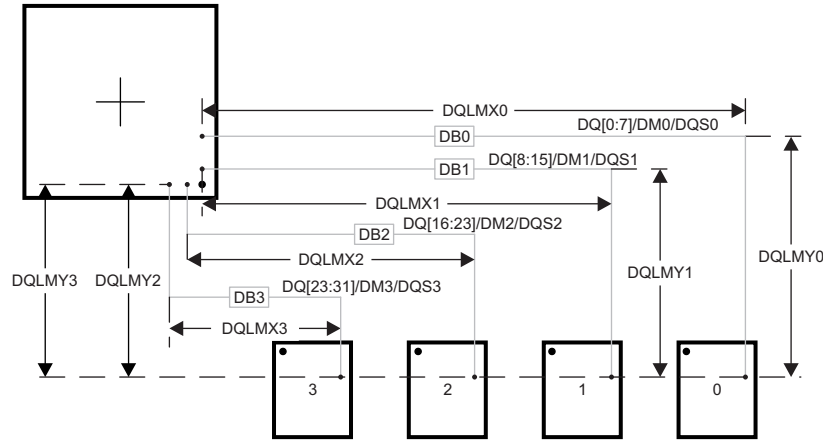 DQLMX0
DQ[0:7]/DM0/DQS0
DB0
DQ[8:15]/DM1/DQS1
DB1
DQLMX1
DQ[16:23]/DM2/DQS2
DB2
DQLMX2
DQLMY0
DQLMY3 DQLMY2
DQLMY1
DQ[23:31]/DM3/DQS3
DB3
DQLMX3
3 2 1 0